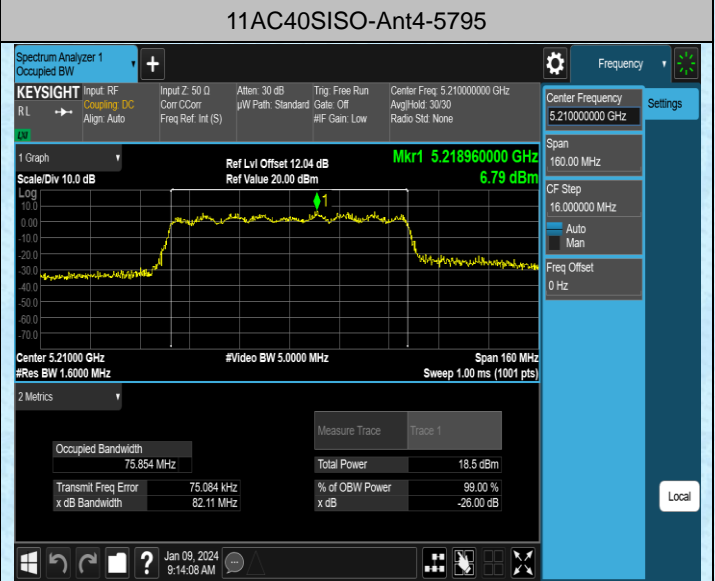 11AC40SISO-Ant4-5795
Spectrum Analyzer 1
Occupied BW
Frequency
KEYSIGHT
RL
Input: RF
Coupling: DC
Align: Auto
Input Z: 50 Ω
Corr CCorr
Freq Ref: Int (S)
Atten: 30 dB
µW Path: Standard
Trig: Free Run
Gate: Off
#IF Gain: Low
Center Freq: 5.210000000 GHz
Avg|Hold: 30/30
Radio Std: None
Center Frequency
5.210000000 GHz
Settings
Span
160.00 MHz
CF Step
16.000000 MHz
Auto
Man
Freq Offset
0 Hz
1 Graph
Scale/Div 10.0 dB
Ref Lvl Offset 12.04 dB
Ref Value 20.00 dBm
Mkr1 5.218960000 GHz
6.79 dBm
Log
10.0
0.00
-10.0
-20.0
-30.0
-40.0
-50.0
-60.0
-70.0
1
Center 5.21000 GHz
#Res BW 1.6000 MHz
#Video BW 5.0000 MHz
Span 160 MHz
Sweep 1.00 ms (1001 pts)
2 Metrics
Measure Trace Trace 1
Occupied Bandwidth
75.854 MHz
Total Power 18.5 dBm
Transmit Freq Error 75.084 kHz
% of OBW Power 99.00 %
x dB Bandwidth 82.11 MHz
x dB -26.00 dB
Local
?
Jan 09, 2024
9:14:08 AM